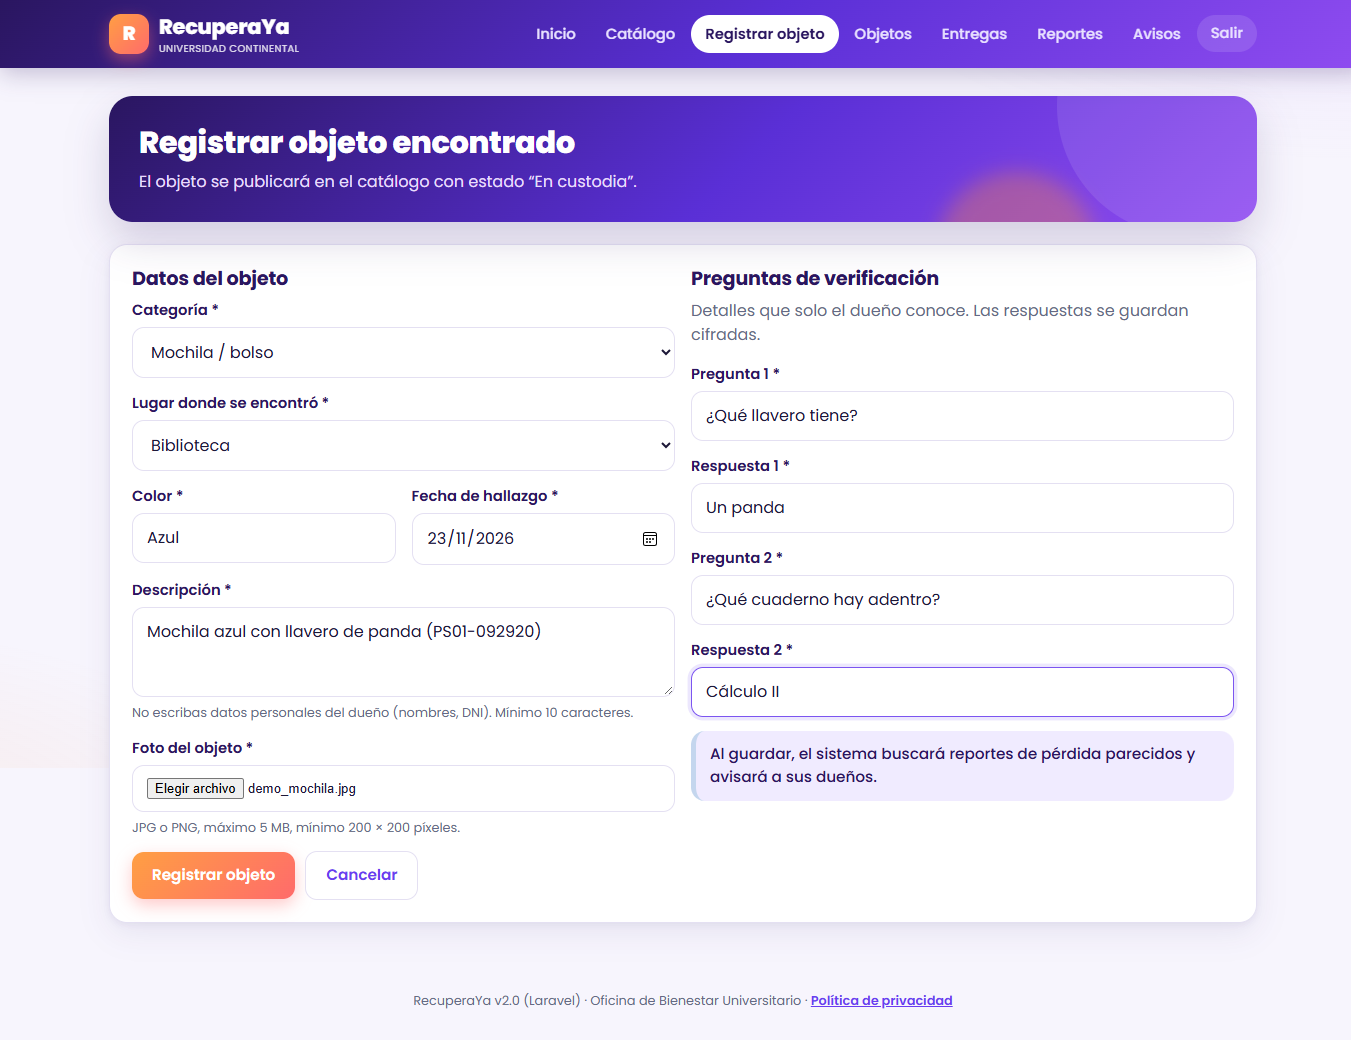 R
RecuperaYa
UNIVERSIDAD CONTINENTAL
Inicio
Catálogo
Registrar objeto
Objetos
Entregas
Reportes
Avisos
Salir
Registrar objeto encontrado
El objeto se publicará en el catálogo con estado “En custodia”.
Datos del objeto
Categoría *
Mochila / bolso
Lugar donde se encontró *
Biblioteca
Color *
Fecha de hallazgo *
Azul
23/11/2026
Descripción *
Mochila azul con llavero de panda (PS01-092920)
No escribas datos personales del dueño (nombres, DNI). Mínimo 10 caracteres.
Foto del objeto *
Elegir archivo demo_mochila.jpg
JPG o PNG, máximo 5 MB, mínimo 200 × 200 píxeles.
Registrar objeto
Cancelar
Preguntas de verificación
Detalles que solo el dueño conoce. Las respuestas se guardan
cifradas.
Pregunta 1 *
¿Qué llavero tiene?
Respuesta 1 *
Un panda
Pregunta 2 *
¿Qué cuaderno hay adentro?
Respuesta 2 *
Cálculo II
Al guardar, el sistema buscará reportes de pérdida parecidos y
avisará a sus dueños.
RecuperaYa v2.0 (Laravel) · Oficina de Bienestar Universitario · Política de privacidad